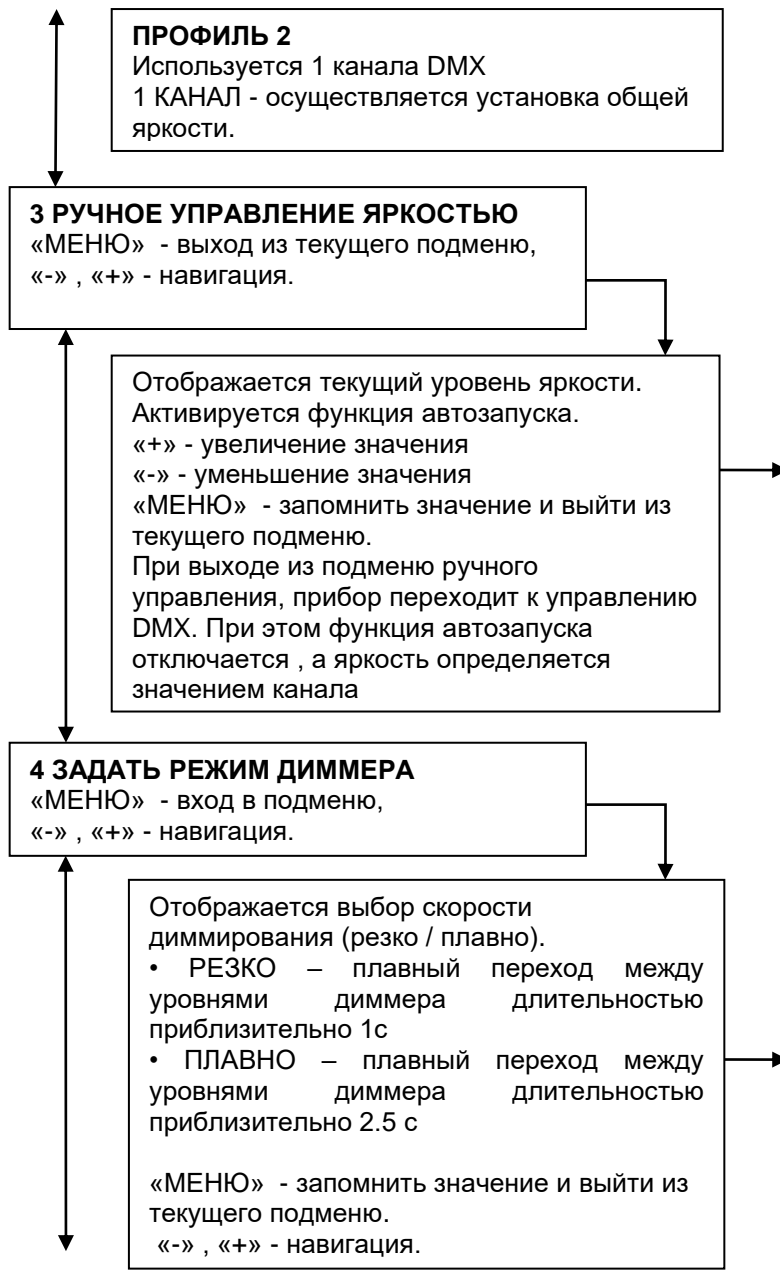 ПРОФИЛЬ 2
Используется 1 канала DMX
1 КАНАЛ - осуществляется установка общей
яркости.
3 РУЧНОЕ УПРАВЛЕНИЕ ЯРКОСТЬЮ
«МЕНЮ»  - выход из текущего подменю,
«-» , «+» - навигация.
Отображается текущий уровень яркости.
Активируется функция автозапуска.
«+» - увеличение значения
«-» - уменьшение значения
«МЕНЮ»  - запомнить значение и выйти из
текущего подменю.
При выходе из подменю ручного
управления, прибор переходит к управлению
DMX. При этом функция автозапуска
отключается , а яркость определяется
значением канала
4 ЗАДАТЬ РЕЖИМ ДИММЕРА
«МЕНЮ»  - вход в подменю,
«-» , «+» - навигация.
Отображается выбор скорости
диммирования (резко / плавно).
• РЕЗКО – плавный переход между
уровнями диммера длительностью
приблизительно 1с
• ПЛАВНО – плавный переход между
уровнями диммера длительностью
приблизительно 2.5 с
«МЕНЮ»  - запомнить значение и выйти из
текущего подменю.
«-» , «+» - навигация.